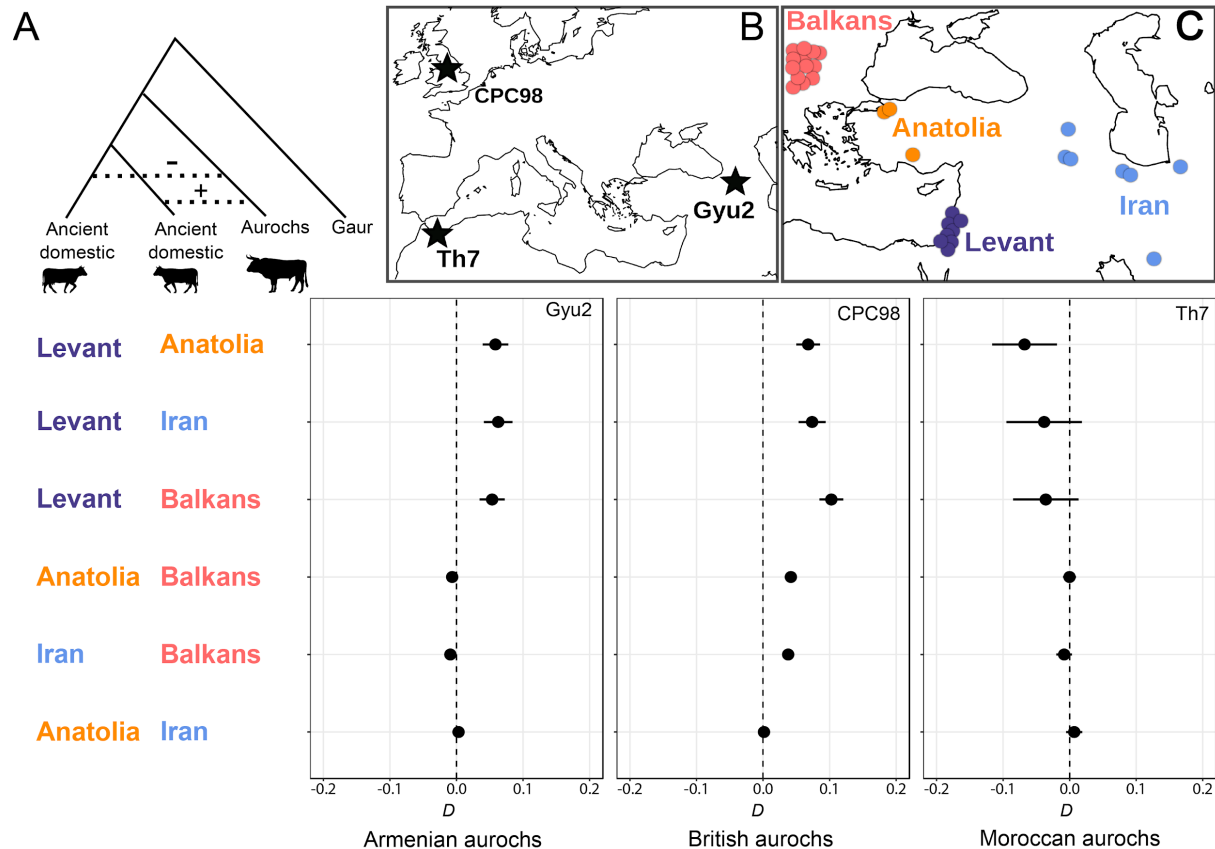 A
-
+
Ancient
domestic
Ancient
domestic
Aurochs
Gaur
B
CPC98
Gyu2
Th7
C
Balkans
Anatolia
Iran
Levant
Gyu2
CPC98
Th7
Levant Anatolia
Levant Iran
Levant Balkans
Anatolia Balkans
Iran Balkans
Anatolia Iran
-0.2 -0.1 0.0 0.1 0.2
-0.2 -0.1 0.0 0.1 0.2
-0.2 -0.1 0.0 0.1 0.2
D
D
D
Armenian aurochs
British aurochs
Moroccan aurochs